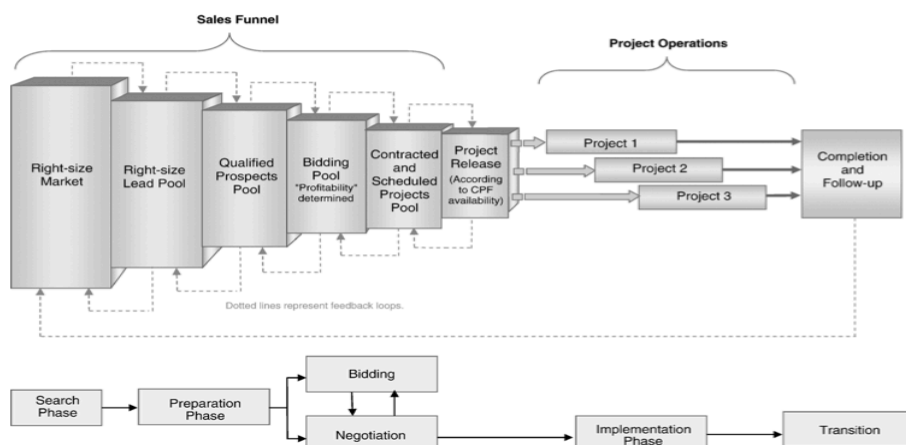 Sales Funnel
Project Operations
Right-size
Market
Right-size
Lead Pool
Qualified
Prospects
Pool
Bidding
Pool
"Profitability"
determined
Contracted
and
Scheduled
Projects
Pool
Project
Release
(According
to CPF
availability)
Project 1
Project 2
Project 3
Completion
and
Follow-up
Dotted lines represent feedback loops.
Search
Phase
Preparation
Phase
Bidding
Negotiation
Implementation
Phase
Transition